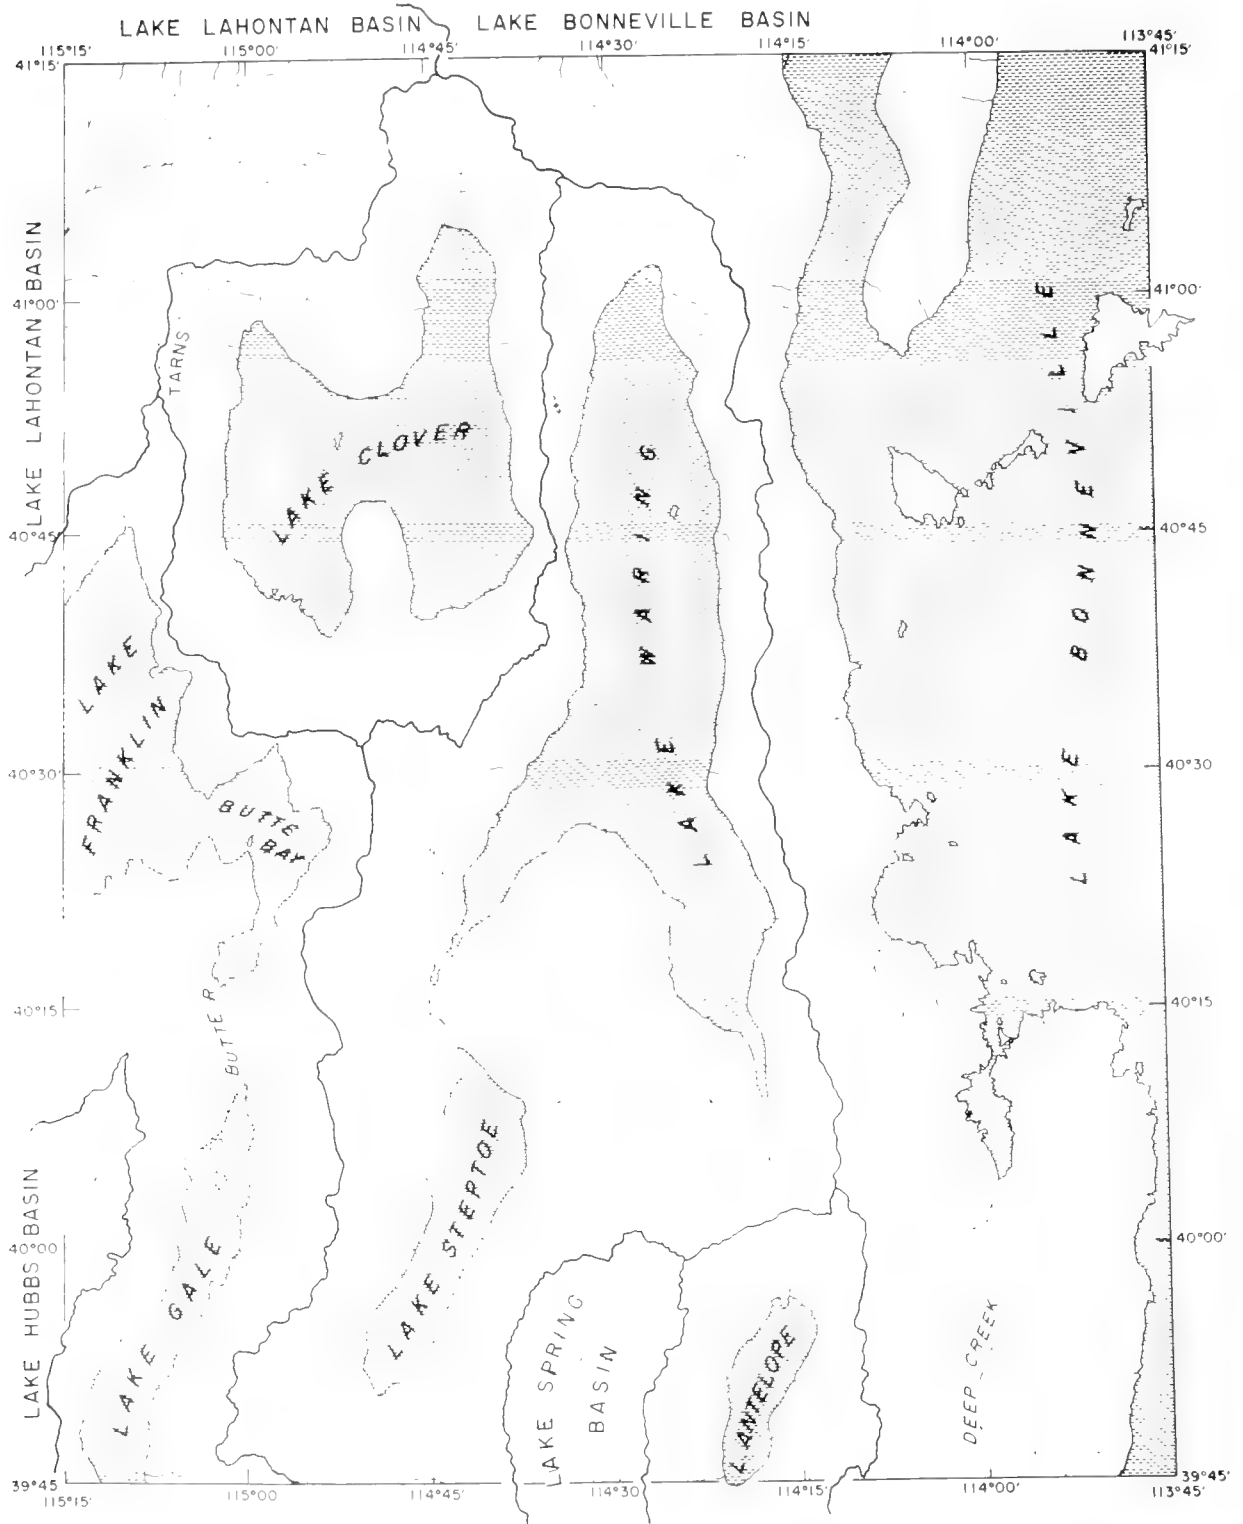 LAKE LAHONTAN BASIN
LAKE BONNEVILLE BASIN
115°15'
115°00'
114°45'
114°30'
114°15'
114°00'
113°45'
41°15'
41°15'
LAKE LAHONTAN BASIN
41°00'
41°00'
TARNS
LAKE CLOVER
LAKE WARING
LAKE BONNEVILLE
40°45'
40°45'
LAKE
FRANKLIN
40°30'
40°30
BUTTE
BAY
BUTTE R
40°15'
40°15'
LAKE HUBBS BASIN
LAKE STEPTOE
40°00'
40°00'
LAKE GALE
LAKE SPRING
BASIN
L ANTELOPE
DEEP CREEK
39°45'
39°45'
115°15'
115°00'
114°45'
114°30'
114°15'
114°00'
113°45'